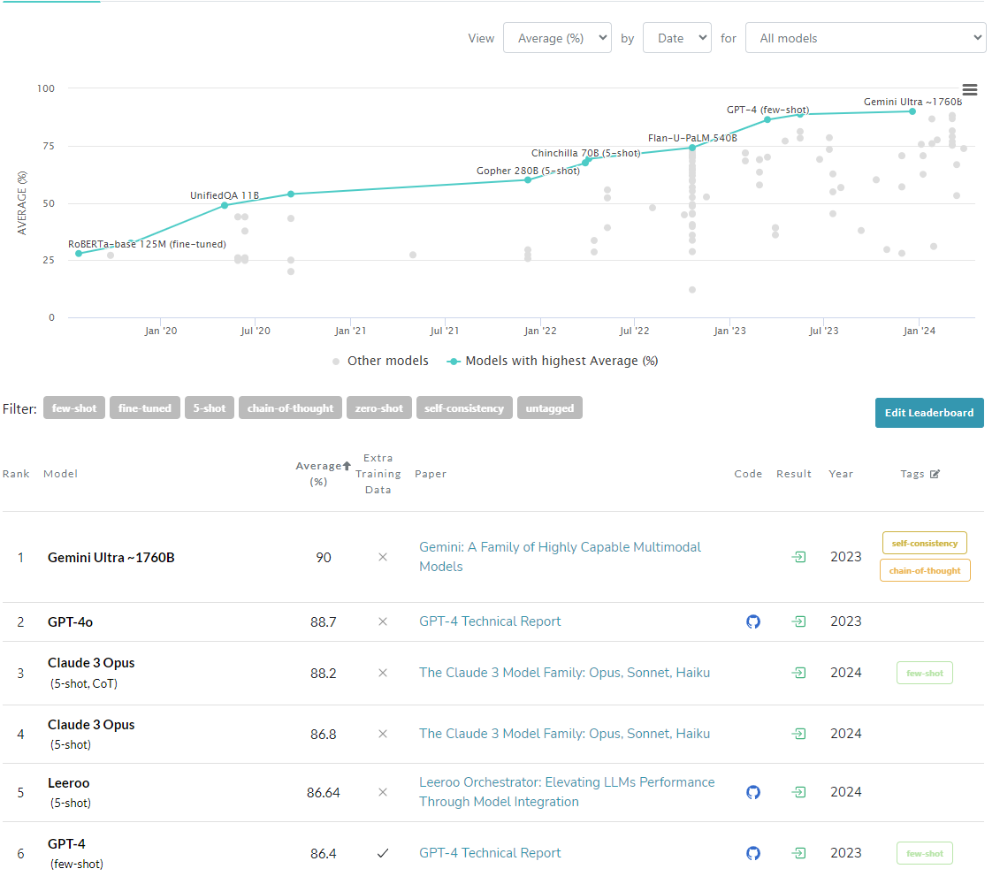 View Average (%) by Date for All models
100
75
50
25
0
AVERAGE (%)
Gemini Ultra ~1760B
GPT-4 (few-shot)
Flan-U-PaLM 540B
Chinchilla 70B (5-shot)
Gopher 280B (5-shot)
UnifiedQA 11B
RoBERTa-base 125M (fine-tuned)
Jan '20 Jul '20 Jan '21 Jul '21 Jan '22 Jul '22 Jan '23 Jul '23 Jan '24
Other models Models with highest Average (%)
Filter: few-shot fine-tuned 5-shot chain-of-thought zero-shot self-consistency untagged
Edit Leaderboard
Rank Model Average (%) Extra Training Data Paper Code Result Year Tags
1 Gemini Ultra ~1760B 90 Gemini: A Family of Highly Capable Multimodal Models 2023 self-consistency chain-of-thought
2 GPT-4o 88.7 GPT-4 Technical Report 2023
3 Claude 3 Opus (5-shot, CoT) 88.2 The Claude 3 Model Family: Opus, Sonnet, Haiku 2024 few-shot
4 Claude 3 Opus (5-shot) 86.8 The Claude 3 Model Family: Opus, Sonnet, Haiku 2024
5 Leeroo (5-shot) 86.64 Leeroo Orchestrator: Elevating LLMs Performance Through Model Integration 2024
6 GPT-4 (few-shot) 86.4 GPT-4 Technical Report 2023 few-shot